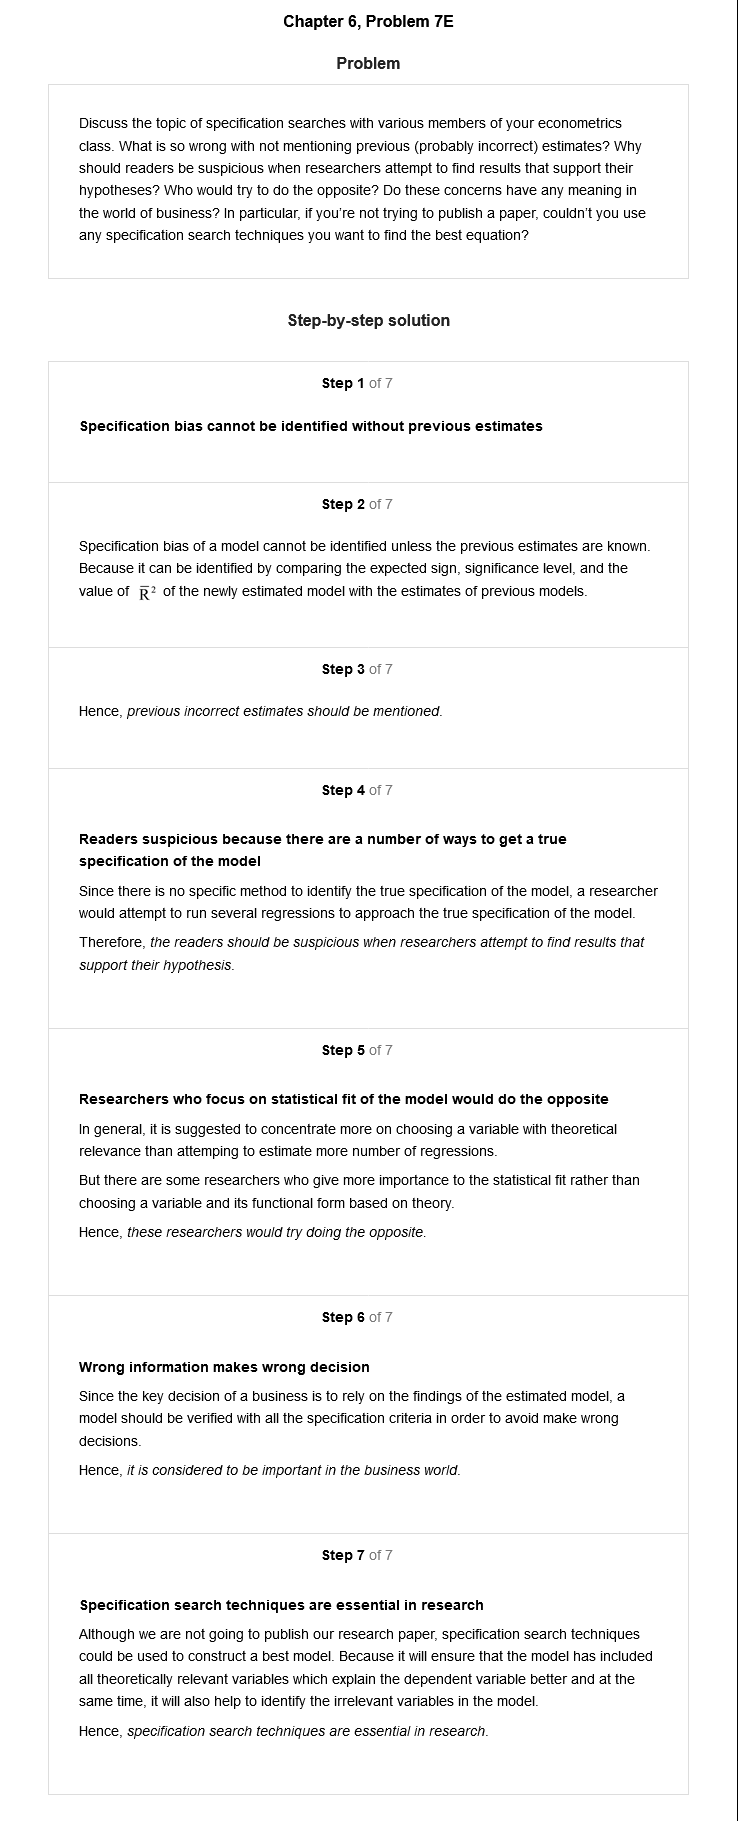 Chapter 6, Problem 7E
Problem
Discuss the topic of specification searches with various members of your econometrics
class. What is so wrong with not mentioning previous (probably incorrect) estimates? Why
should readers be suspicious when researchers attempt to find results that support their
hypotheses? Who would try to do the opposite? Do these concerns have any meaning in
the world of business? In particular, if you're not trying to publish a paper, couldn't you use
any specification search techniques you want to find the best equation?
Step-by-step solution
Step 1 of 7
Specification bias cannot be identified without previous estimates
Step 2 of 7
Specification bias of a model cannot be identified unless the previous estimates are known.
Because it can be identified by comparing the expected sign, significance level, and the
value of R̅² of the newly estimated model with the estimates of previous models.
Step 3 of 7
Hence, previous incorrect estimates should be mentioned.
Step 4 of 7
Readers suspicious because there are a number of ways to get a true
specification of the model
Since there is no specific method to identify the true specification of the model, a researcher
would attempt to run several regressions to approach the true specification of the model.
Therefore, the readers should be suspicious when researchers attempt to find results that
support their hypothesis.
Step 5 of 7
Researchers who focus on statistical fit of the model would do the opposite
In general, it is suggested to concentrate more on choosing a variable with theoretical
relevance than attemping to estimate more number of regressions.
But there are some researchers who give more importance to the statistical fit rather than
choosing a variable and its functional form based on theory.
Hence, these researchers would try doing the opposite.
Step 6 of 7
Wrong information makes wrong decision
Since the key decision of a business is to rely on the findings of the estimated model, a
model should be verified with all the specification criteria in order to avoid make wrong
decisions.
Hence, it is considered to be important in the business world.
Step 7 of 7
Specification search techniques are essential in research
Although we are not going to publish our research paper, specification search techniques
could be used to construct a best model. Because it will ensure that the model has included
all theoretically relevant variables which explain the dependent variable better and at the
same time, it will also help to identify the irrelevant variables in the model.
Hence, specification search techniques are essential in research.